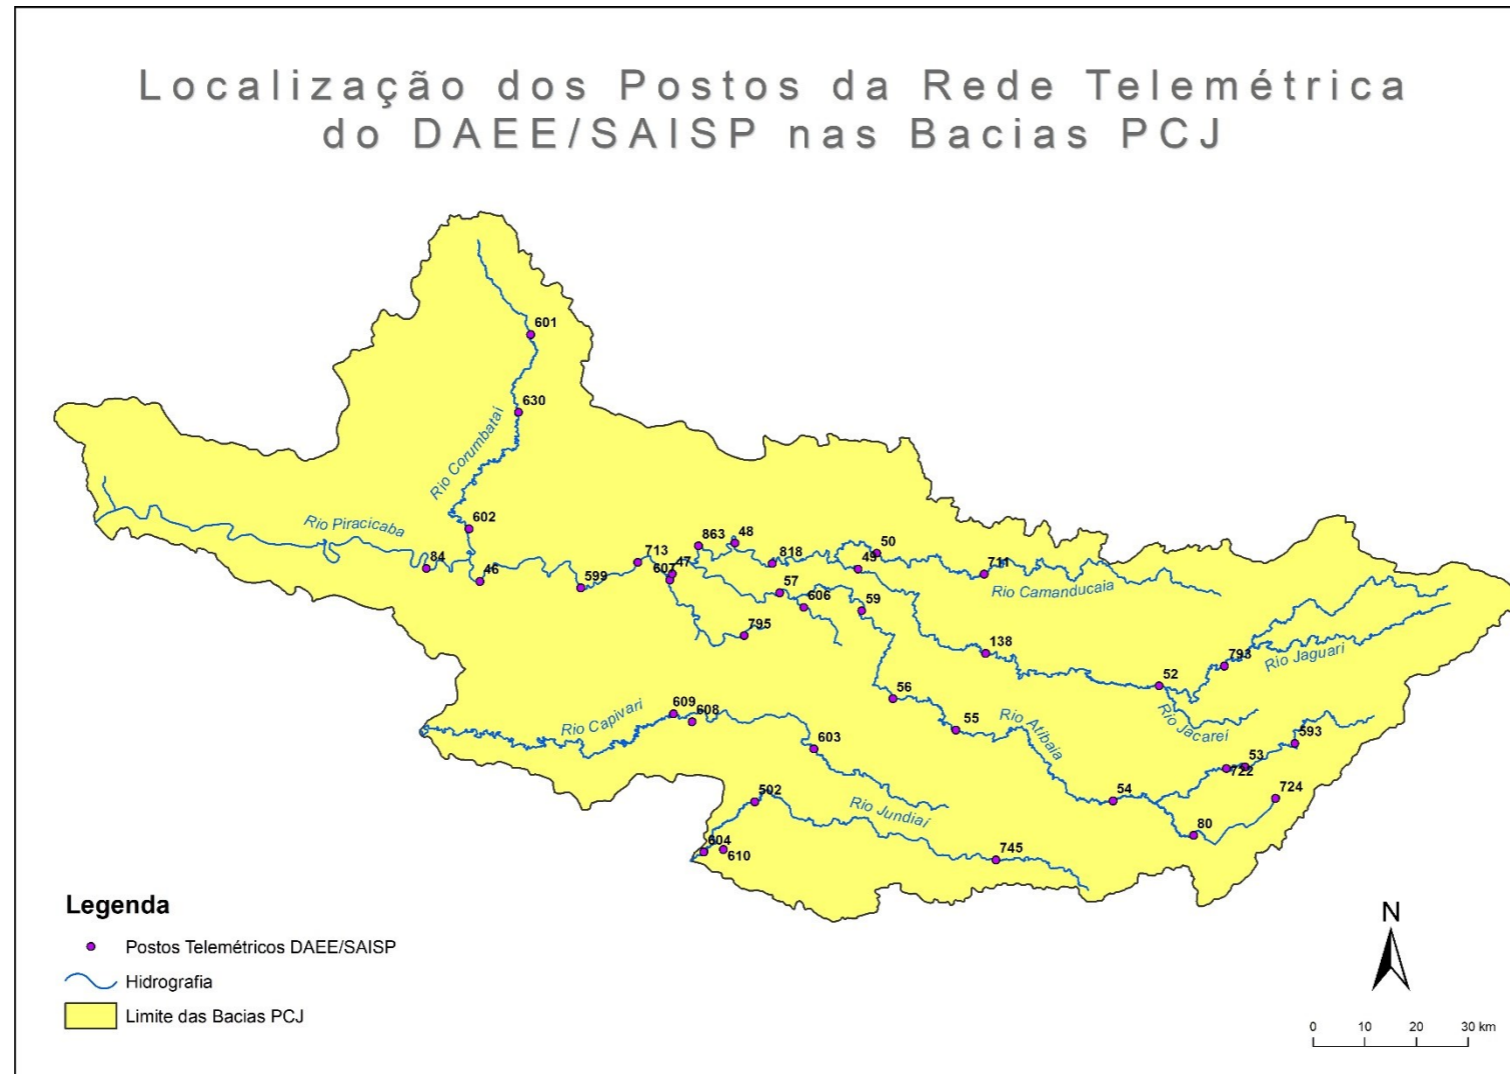 Localização dos Postos da Rede Telemétrica
do DAEE/SAISP nas Bacias PCJ
601
630
Rio Corumbataí
602
Rio Piracicaba
84
46
599
713
607
47
863
48
818
50
49
711
Rio Camanducaia
57
606
59
795
138
793
Rio Jaguari
52
Rio Jacareí
56
55
Rio Atibaia
609
608
Rio Capivari
603
593
53
722
724
54
80
502
Rio Jundiaí
604
610
745
Legenda
Postos Telemétricos DAEE/SAISP
Hidrografia
Limite das Bacias PCJ
N
0 10 20 30 km